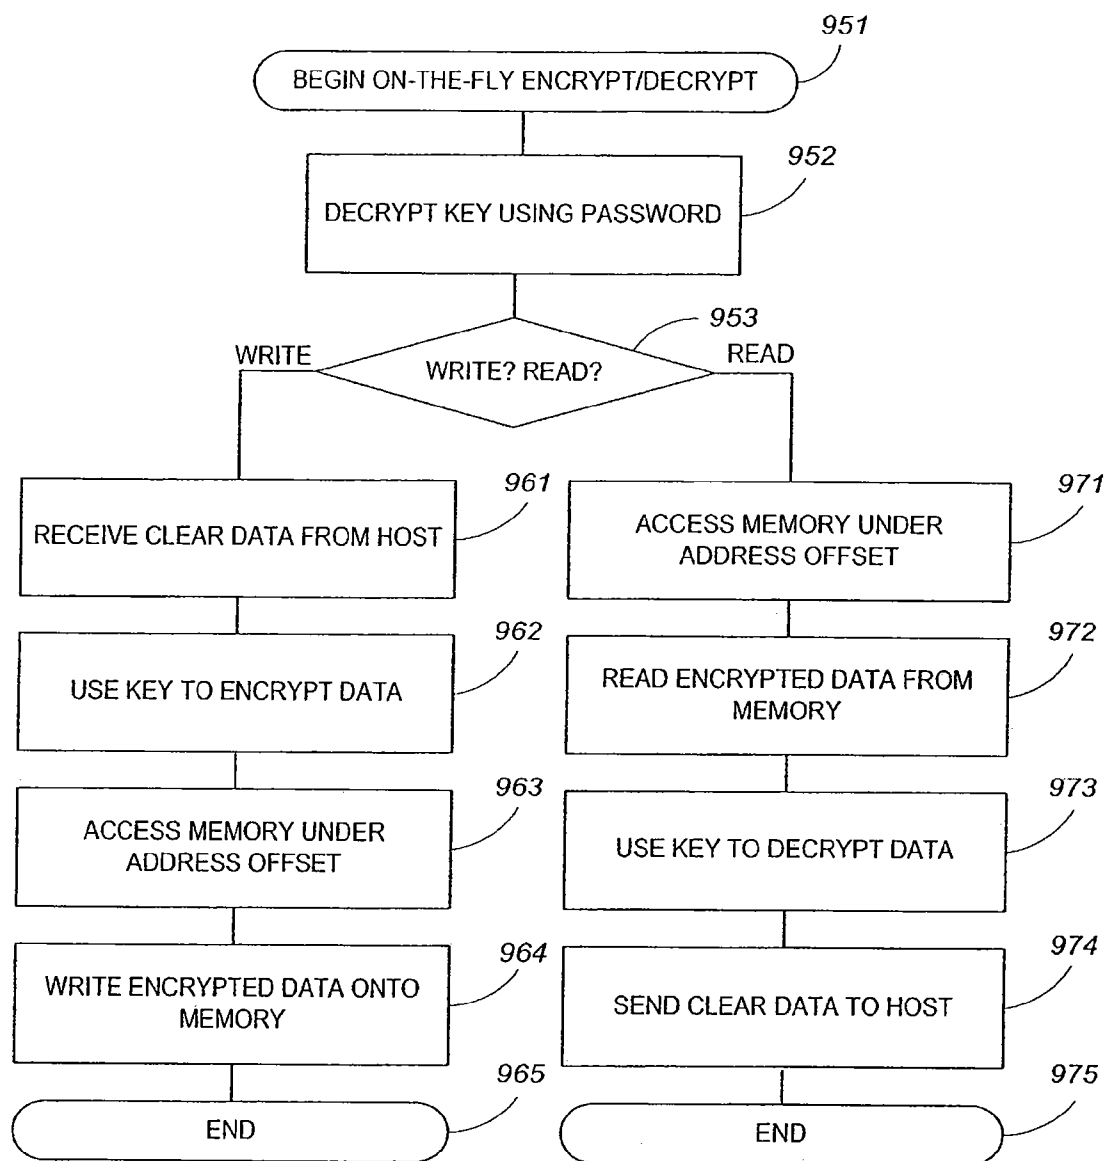 951
BEGIN ON-THE-FLY ENCRYPT/DECRYPT
952
DECRYPT KEY USING PASSWORD
953
WRITE
WRITE? READ?
READ
961
RECEIVE CLEAR DATA FROM HOST
962
USE KEY TO ENCRYPT DATA
963
ACCESS MEMORY UNDER
ADDRESS OFFSET
964
WRITE ENCRYPTED DATA ONTO
MEMORY
965
END
971
ACCESS MEMORY UNDER
ADDRESS OFFSET
972
READ ENCRYPTED DATA FROM
MEMORY
973
USE KEY TO DECRYPT DATA
974
SEND CLEAR DATA TO HOST
975
END